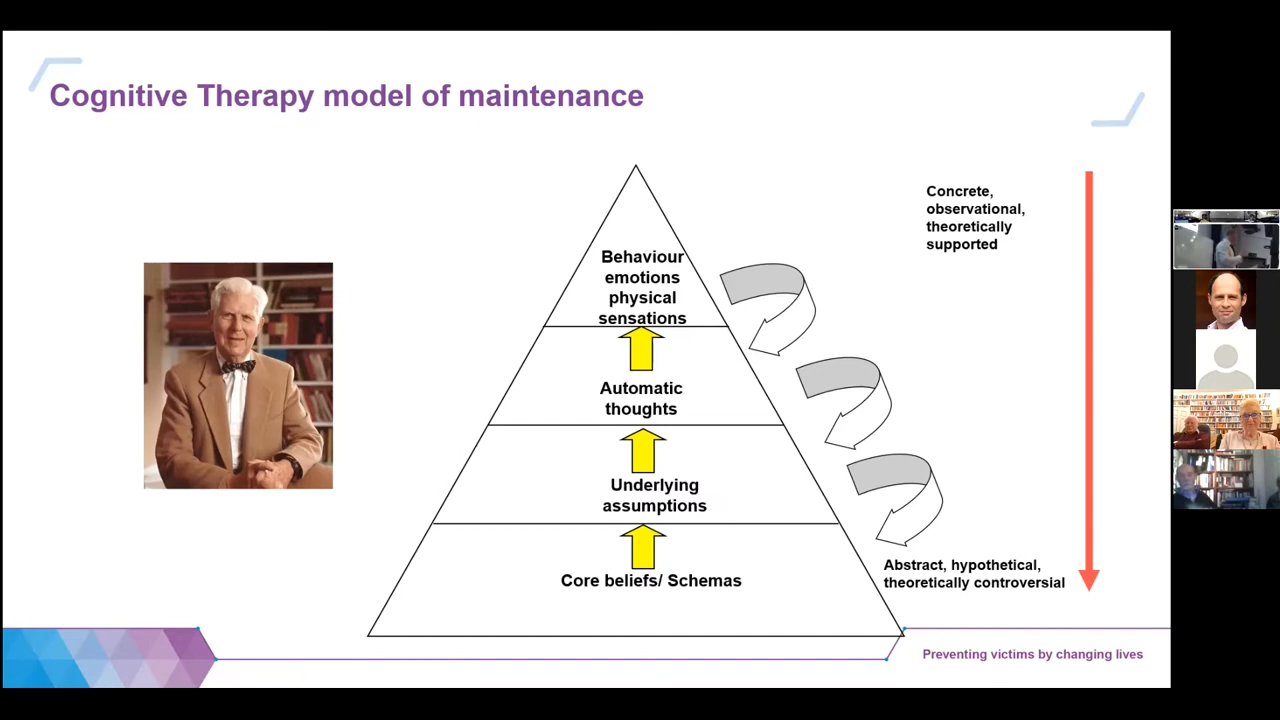 Cognitive Therapy model of maintenance
Concrete,
observational,
theoretically
supported
Behaviour
emotions
physical
sensations
Automatic
thoughts
Underlying
assumptions
Core beliefs/ Schemas
Abstract, hypothetical,
theoretically controversial
Preventing victims by changing lives